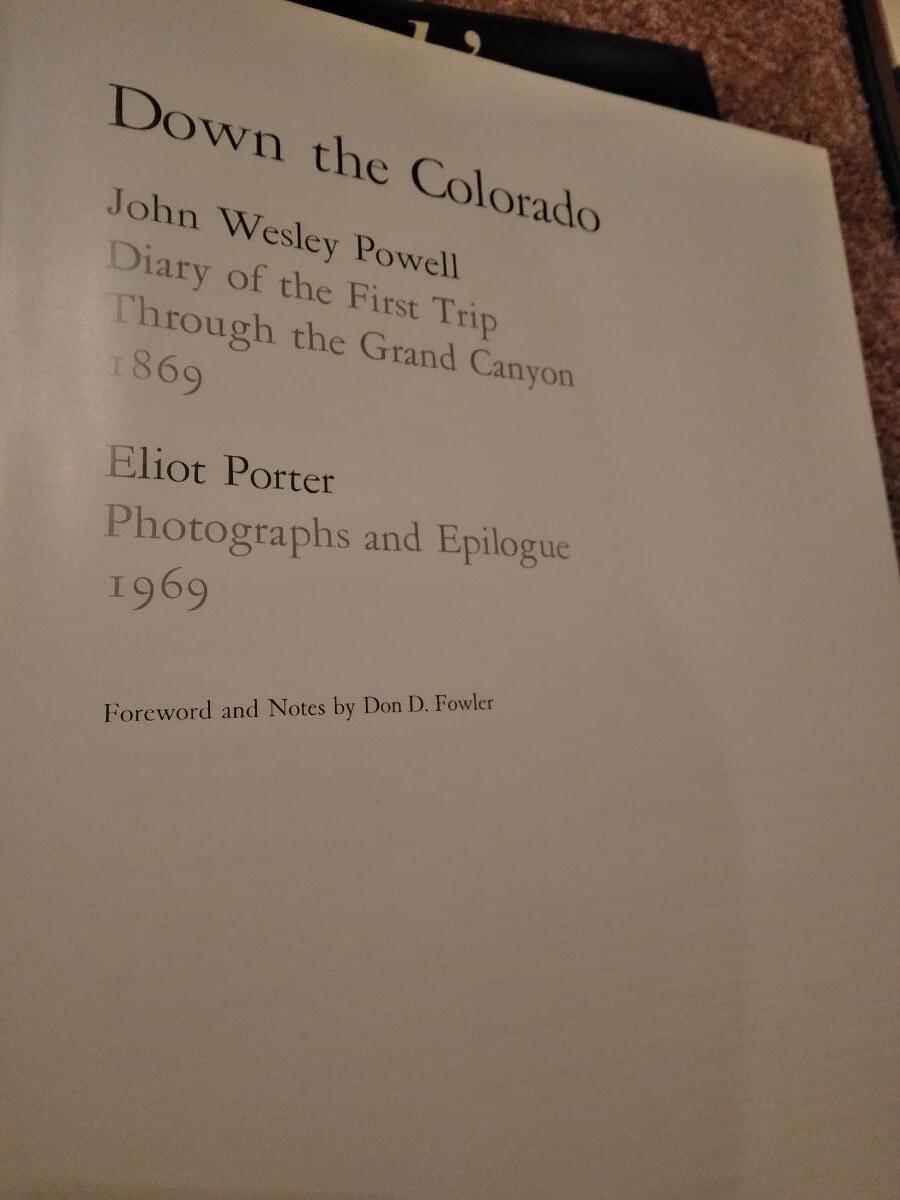 Down the Colorado
John Wesley Powell
Diary of the First Trip
Through the Grand Canyon
1869
Eliot Porter
Photographs and Epilogue
1969
Foreword and Notes by Don D. Fowler